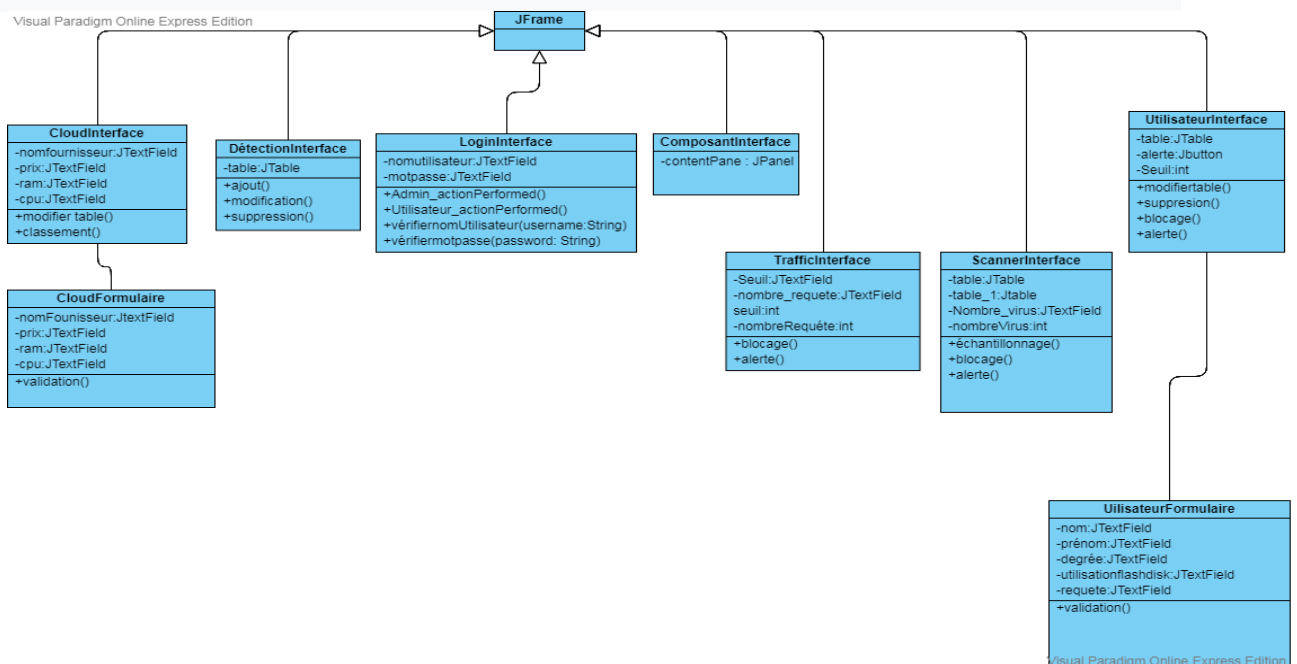 Visual Paradigm Online Express Edition
JFrame
CloudInterface
-nomfournisseur:JTextField
-prix:JTextField
-ram:JTextField
-cpu:JTextField
+modifier table()
+classement()
DétectionInterface
-table:JTable
+ajout()
+modification()
+suppression()
LoginInterface
-nomutilisateur:JTextField
-motpasse:JTextField
+Admin_actionPerformed()
+Utilisateur_actionPerformed()
+vérifiernomUtilisateur(username:String)
+vérifiermotpasse(password: String)
ComposantInterface
-contentPane : JPanel
UtilisateurInterface
-table:JTable
-alerte:Jbutton
-Seuil:int
+modifiertable()
+suppresion()
+blocage()
+alerte()
TrafficInterface
-Seuil:JTextField
-nombre_requete:JTextField
seuil:int
-nombreRequête:int
+blocage()
+alerte()
ScannerInterface
-table:JTable
-table_1:Jtable
-Nombre_virus:JTextField
-nombreVirus:int
+échantillonnage()
+blocage()
+alerte()
CloudFormulaire
-nomFounisseur:JtextField
-prix:JTextField
-ram:JTextField
-cpu:JTextField
+validation()
UilisateurFormulaire
-nom:JTextField
-prénom:JTextField
-degrée:JTextField
-utilisationflashdisk:JTextField
-requete:JTextField
+validation()
Visual Paradigm Online Express Edition